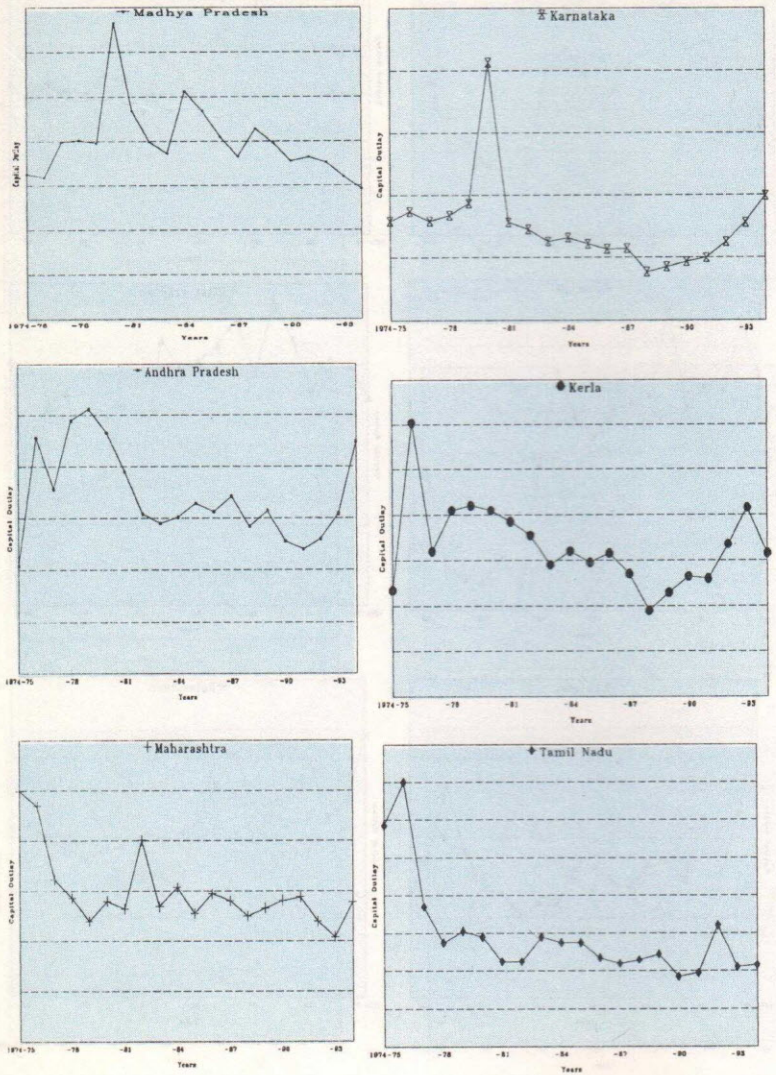 Madhya Pradesh
Capital Outlay
1974-75 -78 -81 -84 -87 -90 -93
Years
Karnataka
Capital Outlay
1974-75 -78 -81 -84 -87 -90 -93
Years
Andhra Pradesh
Capital Outlay
1974-75 -78 -81 -84 -87 -90 -93
Years
Kerla
Capital Outlay
1974-75 -78 -81 -84 -87 -90 -93
Years
Maharashtra
Capital Outlay
1974-75 -78 -81 -84 -87 -90 -93
Years
Tamil Nadu
Capital Outlay
1974-75 -78 -81 -84 -87 -90 -93
Years